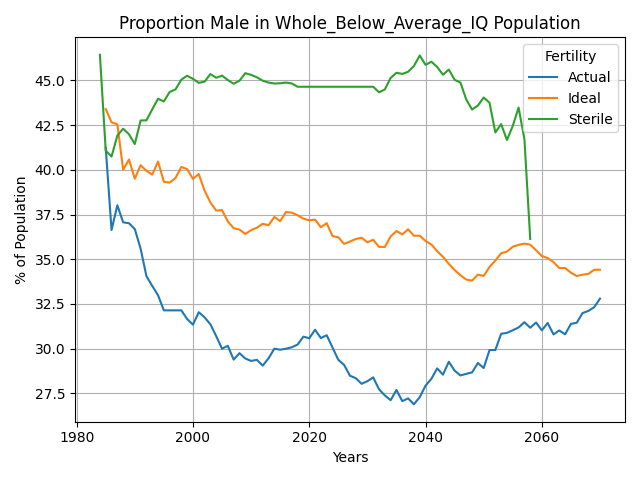 Proportion Male in Whole_Below_Average_IQ Population
Fertility
Actual
Ideal
Sterile
% of Population
45.0
42.5
40.0
37.5
35.0
32.5
30.0
27.5
1980
2000
2020
2040
2060
Years